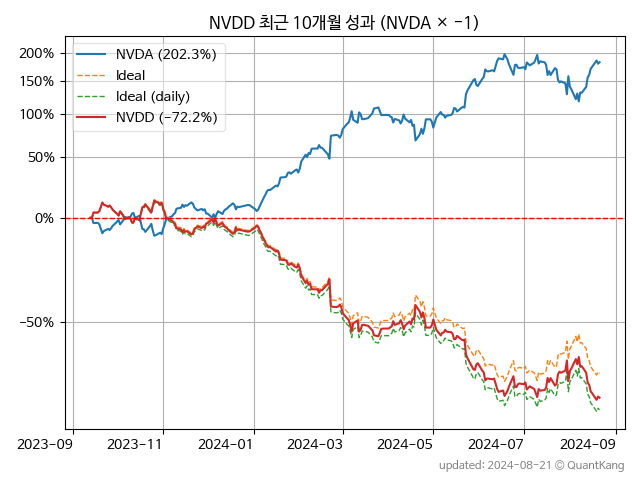 NVDD 최근 10개월 성과 (NVDA × −1)
NVDA (202.3%)
Ideal
Ideal (daily)
NVDD (−72.2%)
200%
150%
100%
50%
0%
−50%
2023-09
2023-11
2024-01
2024-03
2024-05
2024-07
2024-09
updated: 2024-08-21 © QuantKang